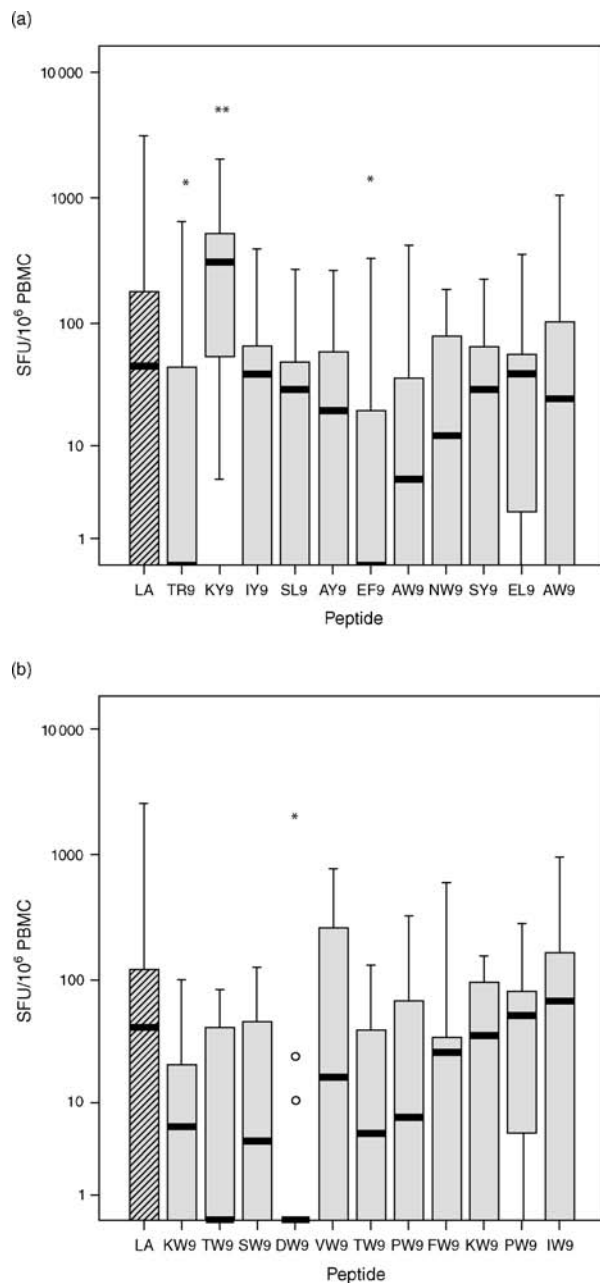 (a)
10 000
1000
100
10
1
SFU/10⁶ PBMC
*
**
*
LA TR9 KY9 IY9 SL9 AY9 EF9 AW9 NW9 SY9 EL9 AW9
Peptide
(b)
10 000
1000
100
10
1
SFU/10⁶ PBMC
*
LA KW9 TW9 SW9 DW9 VW9 TW9 PW9 FW9 KW9 PW9 IW9
Peptide